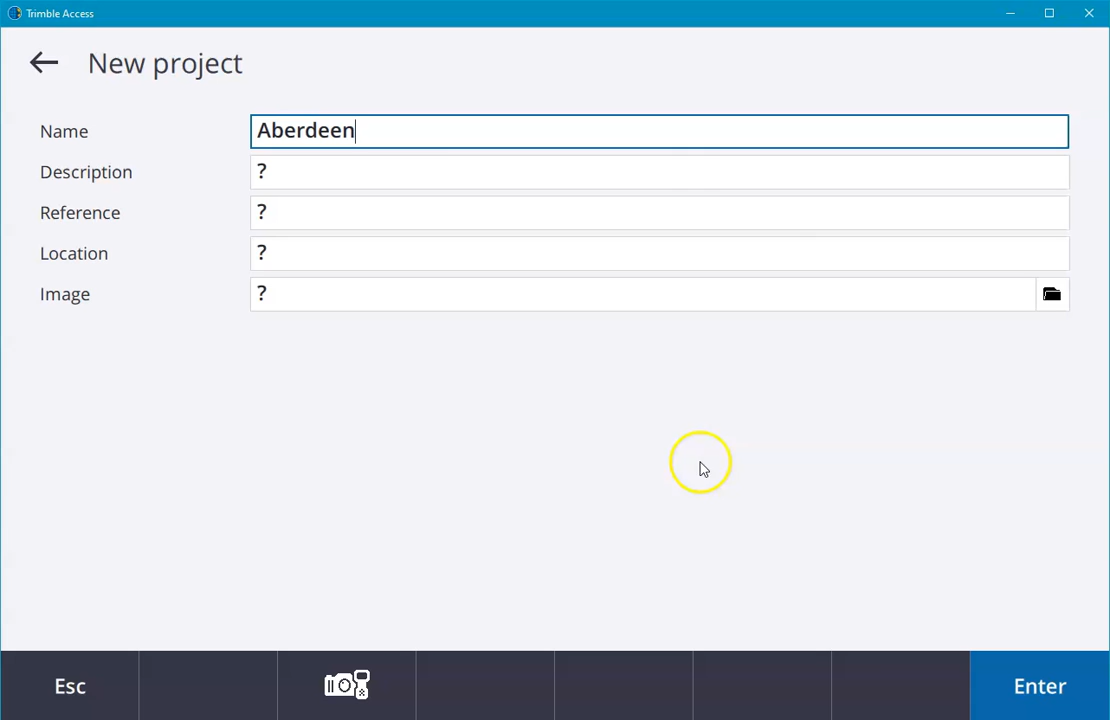 Trimble Access
New project
Name Aberdeen
Description ?
Reference ?
Location ?
Image ?
Esc Enter